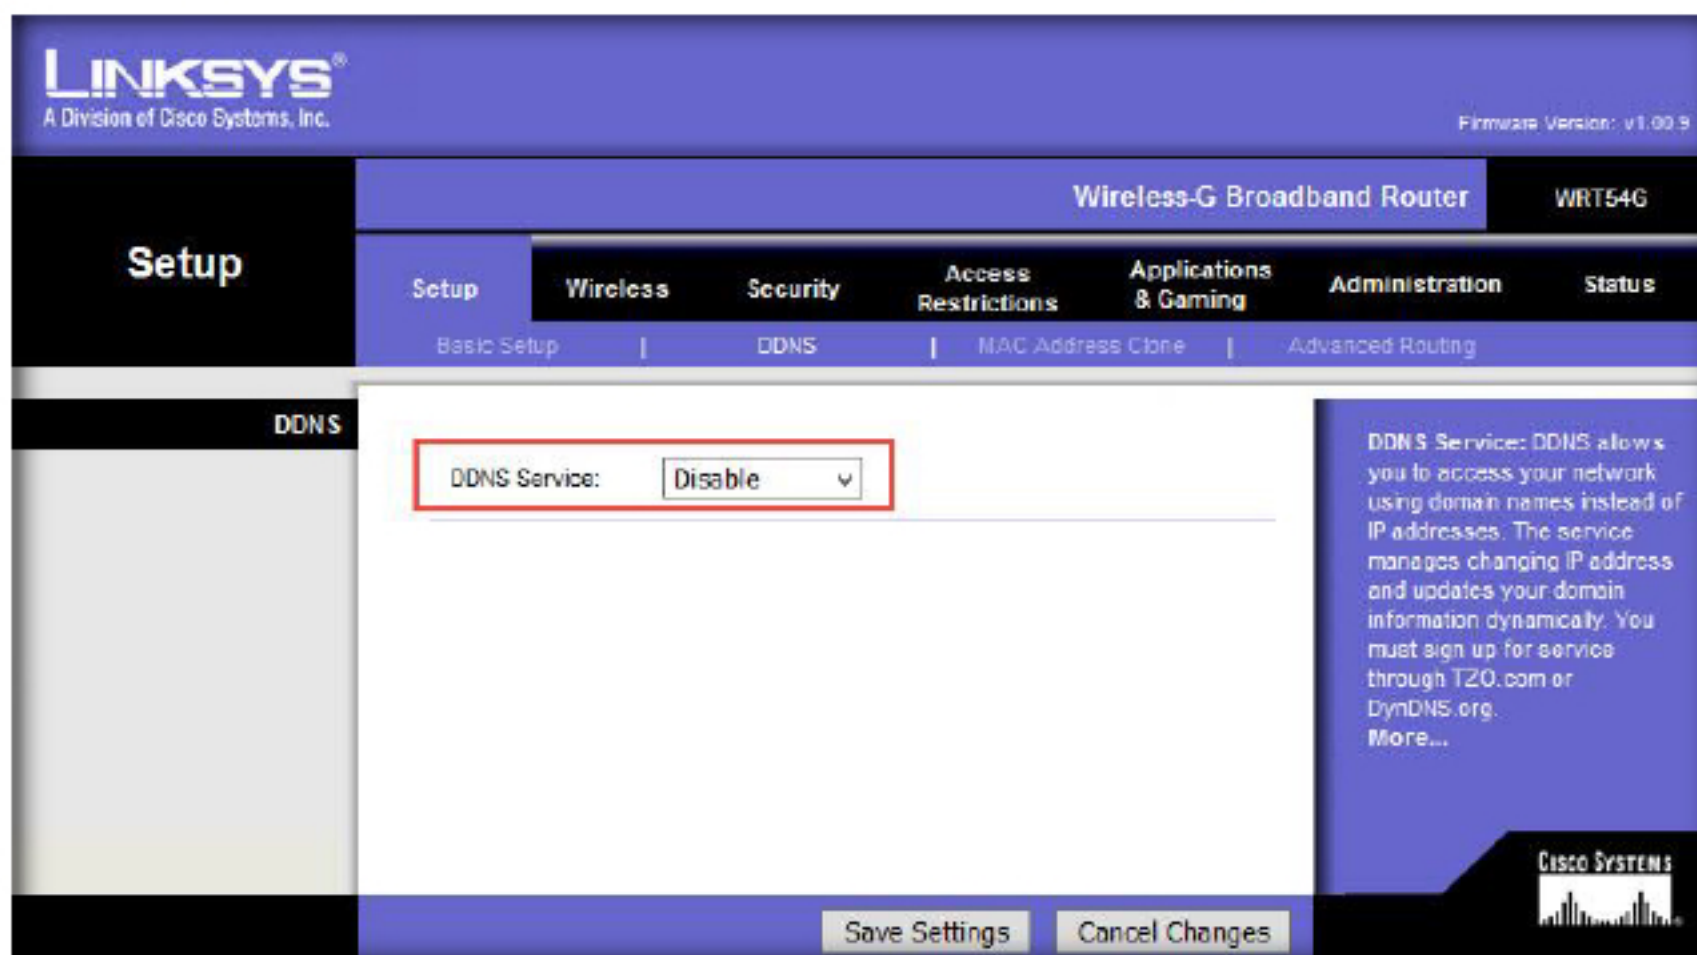 LINKSYS®
A Division of Cisco Systems, Inc.
Firmware Version: v1.00.9
Wireless-G Broadband Router
WRT54G
Setup
Setup
Wireless
Security
Access
Restrictions
Applications
& Gaming
Administration
Status
Basic Setup | DDNS | MAC Address Clone | Advanced Routing
DDNS
DDNS Service: Disable
DDNS Service: DDNS allows
you to access your network
using domain names instead of
IP addresses. The service
manages changing IP address
and updates your domain
information dynamically. You
must sign up for service
through TZO.com or
DynDNS.org.
More...
CISCO SYSTEMS
Save Settings
Cancel Changes